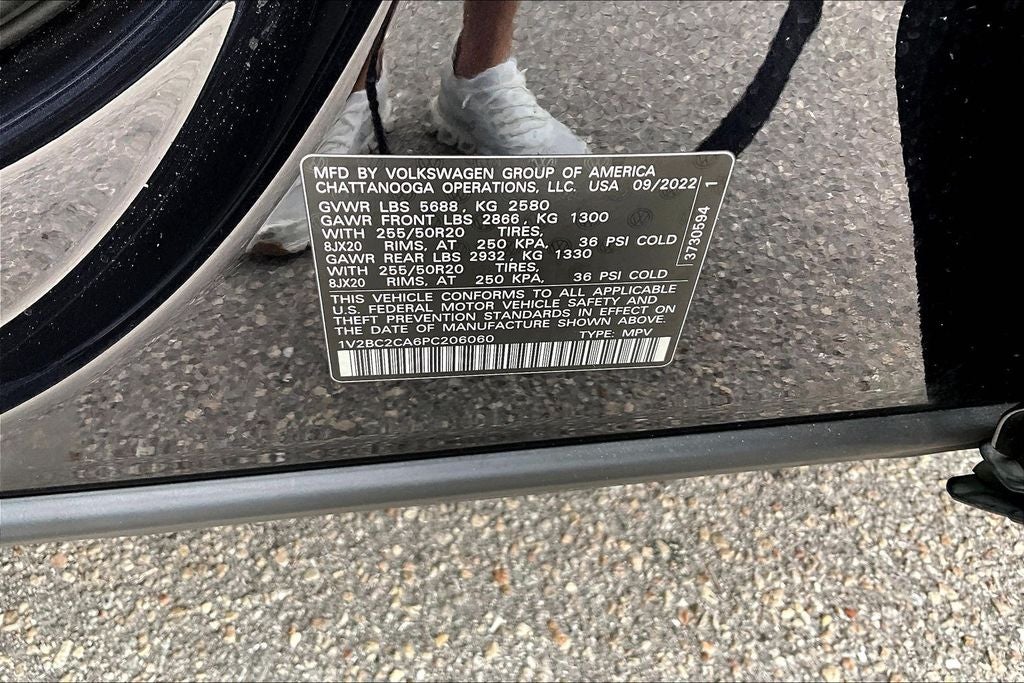 MFD BY VOLKSWAGEN GROUP OF AMERICA
CHATTANOOGA OPERATIONS, LLC. USA 09/2022
GVWR LBS 5688, KG 2580
GAWR FRONT LBS 2866, KG 1300
WITH 255/50R20 TIRES,
8JX20 RIMS, AT 250 KPA, 36 PSI COLD
GAWR REAR LBS 2932, KG 1330
WITH 255/50R20 TIRES,
8JX20 RIMS, AT 250 KPA, 36 PSI COLD
THIS VEHICLE CONFORMS TO ALL APPLICABLE
U.S. FEDERAL MOTOR VEHICLE SAFETY AND
THEFT PREVENTION STANDARDS IN EFFECT ON
THE DATE OF MANUFACTURE SHOWN ABOVE.
1V2BC2CA6PC206060 TYPE: MPV
3730594 1